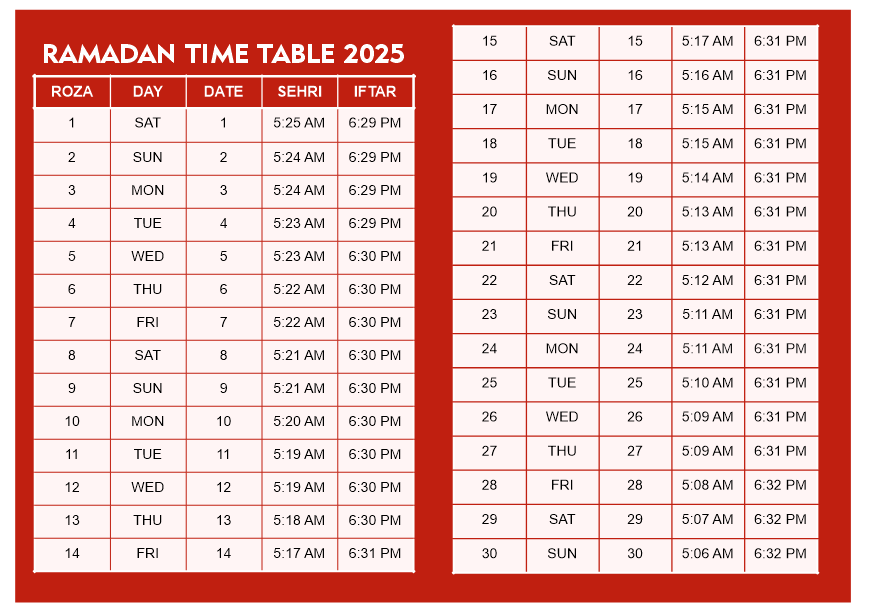 RAMADAN TIME TABLE 2025
ROZA DAY DATE SEHRI IFTAR
1 SAT 1 5:25 AM 6:29 PM
2 SUN 2 5:24 AM 6:29 PM
3 MON 3 5:24 AM 6:29 PM
4 TUE 4 5:23 AM 6:29 PM
5 WED 5 5:23 AM 6:30 PM
6 THU 6 5:22 AM 6:30 PM
7 FRI 7 5:22 AM 6:30 PM
8 SAT 8 5:21 AM 6:30 PM
9 SUN 9 5:21 AM 6:30 PM
10 MON 10 5:20 AM 6:30 PM
11 TUE 11 5:19 AM 6:30 PM
12 WED 12 5:19 AM 6:30 PM
13 THU 13 5:18 AM 6:30 PM
14 FRI 14 5:17 AM 6:31 PM
15 SAT 15 5:17 AM 6:31 PM
16 SUN 16 5:16 AM 6:31 PM
17 MON 17 5:15 AM 6:31 PM
18 TUE 18 5:15 AM 6:31 PM
19 WED 19 5:14 AM 6:31 PM
20 THU 20 5:13 AM 6:31 PM
21 FRI 21 5:13 AM 6:31 PM
22 SAT 22 5:12 AM 6:31 PM
23 SUN 23 5:11 AM 6:31 PM
24 MON 24 5:11 AM 6:31 PM
25 TUE 25 5:10 AM 6:31 PM
26 WED 26 5:09 AM 6:31 PM
27 THU 27 5:09 AM 6:31 PM
28 FRI 28 5:08 AM 6:32 PM
29 SAT 29 5:07 AM 6:32 PM
30 SUN 30 5:06 AM 6:32 PM